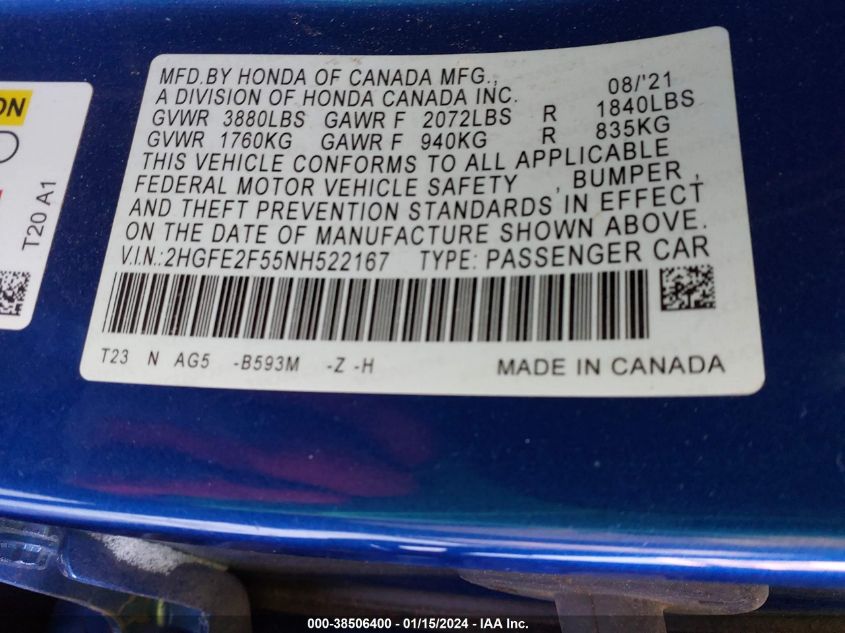 MFD.BY HONDA OF CANADA MFG., 08/'21
A DIVISION OF HONDA CANADA INC.
GVWR 3880LBS GAWR F 2072LBS R 1840LBS
GVWR 1760KG GAWR F 940KG R 835KG
THIS VEHICLE CONFORMS TO ALL APPLICABLE
FEDERAL MOTOR VEHICLE SAFETY , BUMPER ,
AND THEFT PREVENTION STANDARDS IN EFFECT
ON THE DATE OF MANUFACTURE SHOWN ABOVE.
V.I.N.:2HGFE2F55NH522167 TYPE: PASSENGER CAR
T23 N AG5 -B593M -Z -H MADE IN CANADA
T20 A1
000-38506400 - 01/15/2024 - IAA Inc.